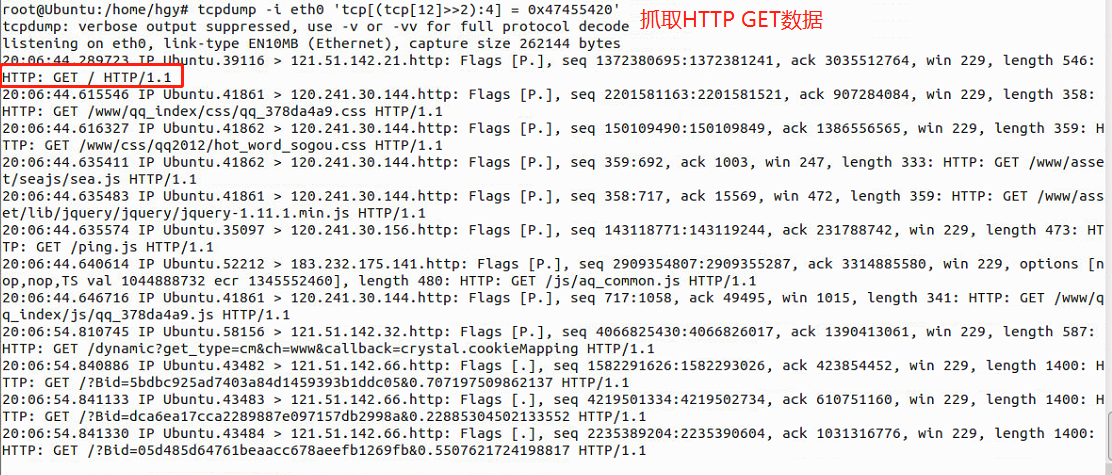 root@Ubuntu:/home/hgy# tcpdump -i eth0 'tcp[(tcp[12]>>2):4] = 0x47455420'
抓取HTTP GET数据
tcpdump: verbose output suppressed, use -v or -vv for full protocol decode
listening on eth0, link-type EN10MB (Ethernet), capture size 262144 bytes
20:06:44.289723 IP Ubuntu.39116 > 121.51.142.21.http: Flags [P.], seq 1372380695:1372381241, ack 3035512764, win 229, length 546:
HTTP: GET / HTTP/1.1
20:06:44.615546 IP Ubuntu.41861 > 120.241.30.144.http: Flags [P.], seq 2201581163:2201581521, ack 907284084, win 229, length 358:
HTTP: GET /www/qq_index/css/qq_378da4a9.css HTTP/1.1
20:06:44.616327 IP Ubuntu.41862 > 120.241.30.144.http: Flags [P.], seq 150109490:150109849, ack 1386556565, win 229, length 359: H
TTP: GET /www/css/qq2012/hot_word_sogou.css HTTP/1.1
20:06:44.635411 IP Ubuntu.41862 > 120.241.30.144.http: Flags [P.], seq 359:692, ack 1003, win 247, length 333: HTTP: GET /www/asse
t/seajs/sea.js HTTP/1.1
20:06:44.635483 IP Ubuntu.41861 > 120.241.30.144.http: Flags [P.], seq 358:717, ack 15569, win 472, length 359: HTTP: GET /www/ass
et/lib/jquery/jquery/jquery-1.11.1.min.js HTTP/1.1
20:06:44.635574 IP Ubuntu.35097 > 120.241.30.156.http: Flags [P.], seq 143118771:143119244, ack 231788742, win 229, length 473: HT
TP: GET /ping.js HTTP/1.1
20:06:44.640614 IP Ubuntu.52212 > 183.232.175.141.http: Flags [P.], seq 2909354807:2909355287, ack 3314885580, win 229, options [n
op,nop,TS val 1044888732 ecr 1345552460], length 480: HTTP: GET /js/aq_common.js HTTP/1.1
20:06:44.646716 IP Ubuntu.41861 > 120.241.30.144.http: Flags [P.], seq 717:1058, ack 49495, win 1015, length 341: HTTP: GET /www/q
q_index/js/qq_378da4a9.js HTTP/1.1
20:06:54.810745 IP Ubuntu.58156 > 121.51.142.32.http: Flags [P.], seq 4066825430:4066826017, ack 1390413061, win 229, length 587:
HTTP: GET /dynamic?get_type=cm&ch=www&callback=crystal.cookieMapping HTTP/1.1
20:06:54.840886 IP Ubuntu.43482 > 121.51.142.66.http: Flags [.], seq 1582291626:1582293026, ack 423854452, win 229, length 1400: H
TTP: GET /?Bid=5bdbc925ad7403a84d1459393b1ddc05&0.707197509862137 HTTP/1.1
20:06:54.841133 IP Ubuntu.43483 > 121.51.142.66.http: Flags [.], seq 4219501334:4219502734, ack 610751160, win 229, length 1400: H
TTP: GET /?Bid=dca6ea17cca2289887e097157db2998a&0.22885304502133552 HTTP/1.1
20:06:54.841330 IP Ubuntu.43484 > 121.51.142.66.http: Flags [.], seq 2235389204:2235390604, ack 1031316776, win 229, length 1400:
HTTP: GET /?Bid=05d485d64761beaacc678aeefb1269fb&0.5507621724198817 HTTP/1.1